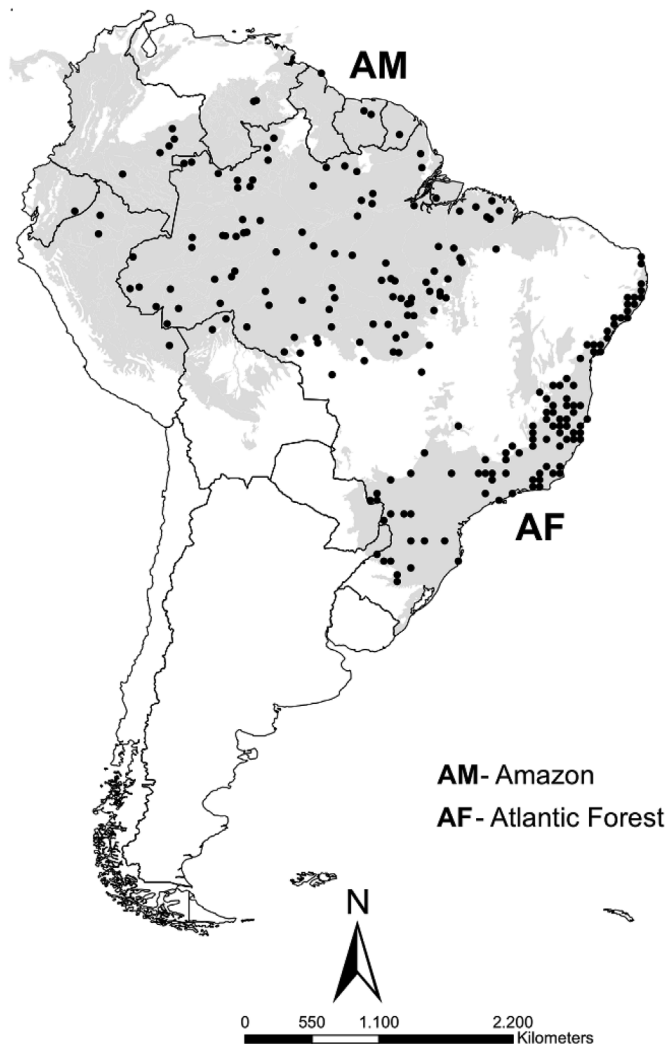 AM
AF
AM- Amazon
AF- Atlantic Forest
N
0 550 1.100 2.200
Kilometers